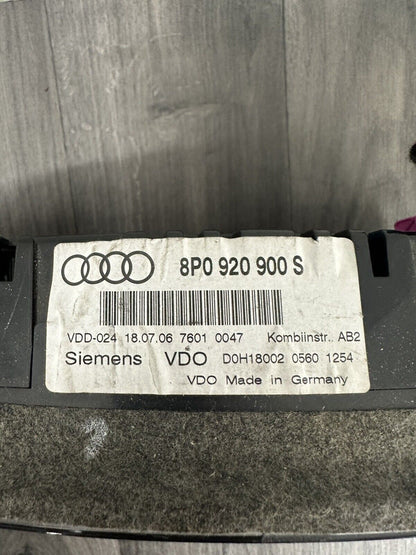 8P0 920 900 S
VDD-024 18.07.06 7601 0047 Kombiinstr. AB2
Siemens VDO D0H18002 0560 1254
VDO Made in Germany